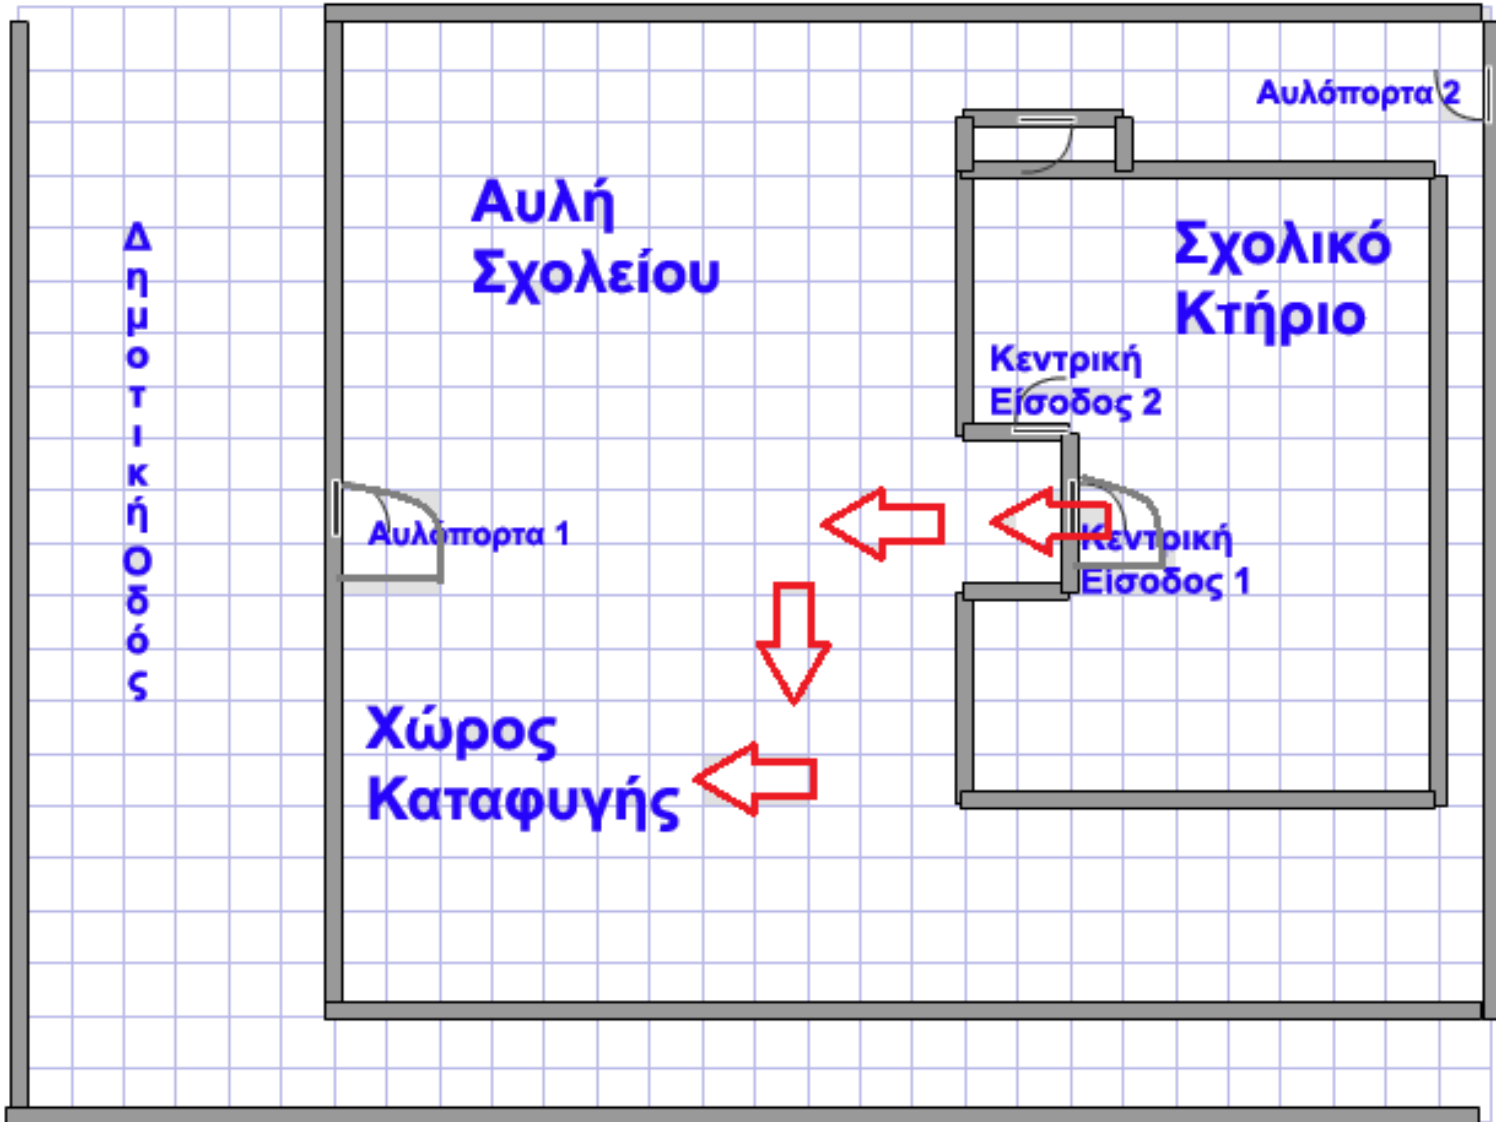 Αυλόπορτα 2
Αυλή
Σχολείου
Σχολικό
Κτήριο
Δημοτική Οδός
Κεντρική
Είσοδος 2
Αυλόπορτα 1
Κεντρική
Είσοδος 1
Χώρος
Καταφυγής